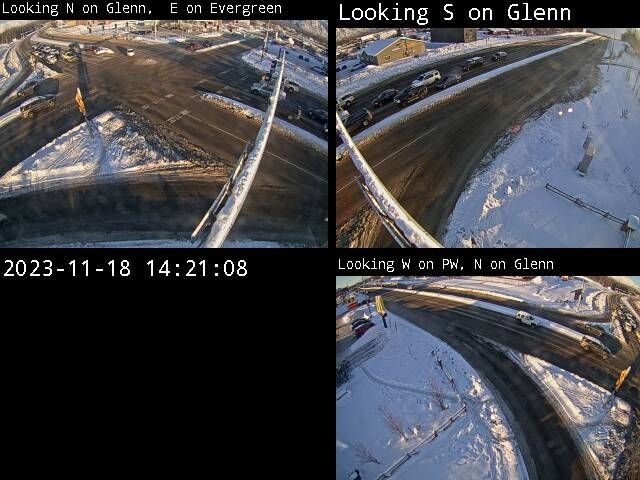 Looking N on Glenn,  E on Evergreen
Looking S on Glenn
2023-11-18 14:21:08
Looking W on PW, N on Glenn